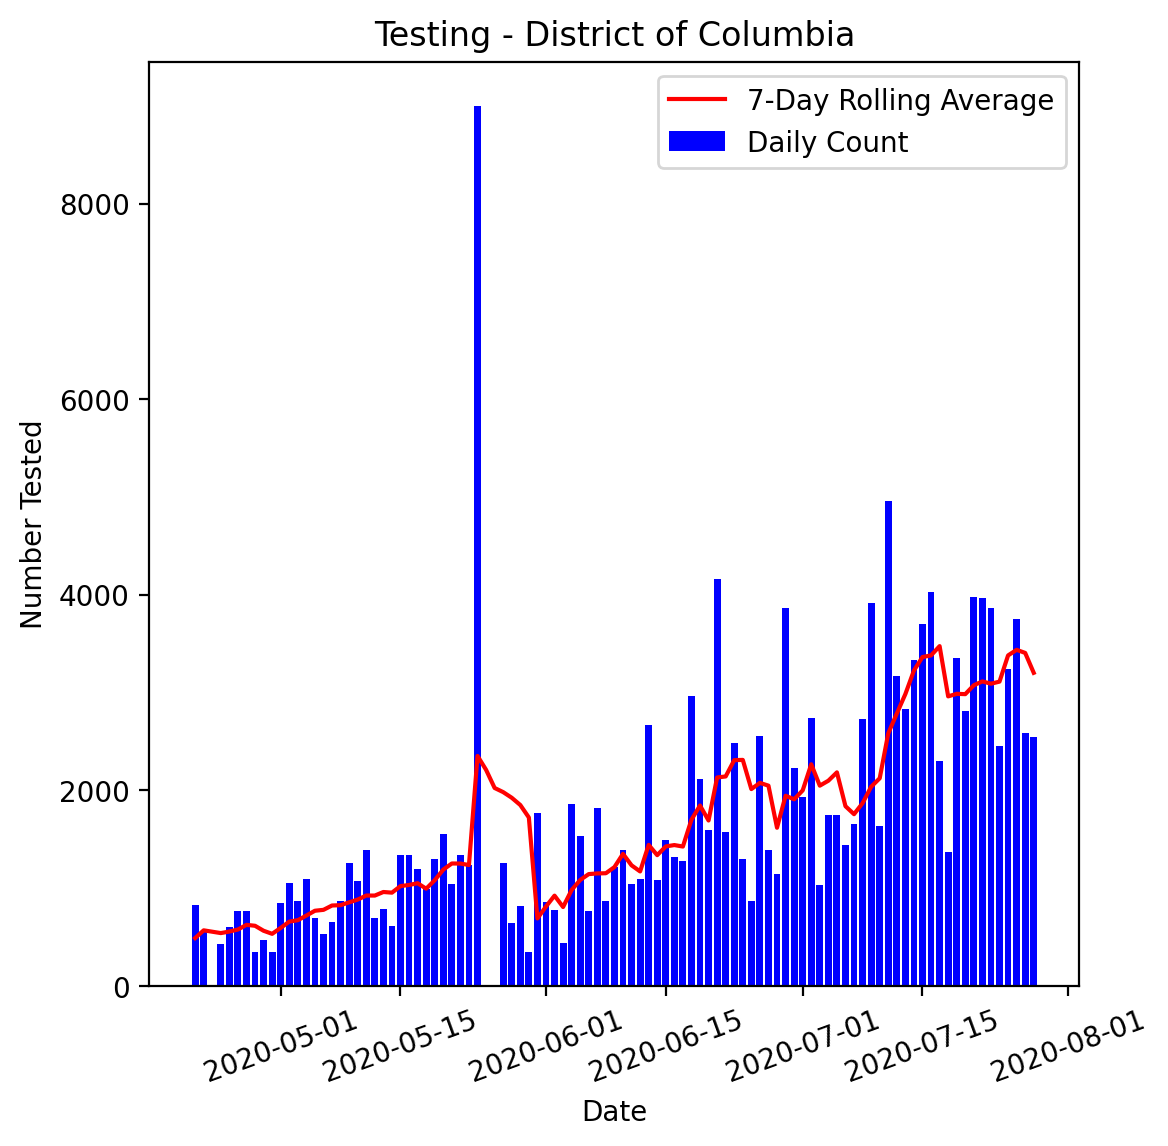 Testing - District of Columbia
7-Day Rolling Average
Daily Count
8000
6000
4000
2000
0
Number Tested
2020-05-01
2020-05-15
2020-06-01
2020-06-15
2020-07-01
2020-07-15
2020-08-01
Date